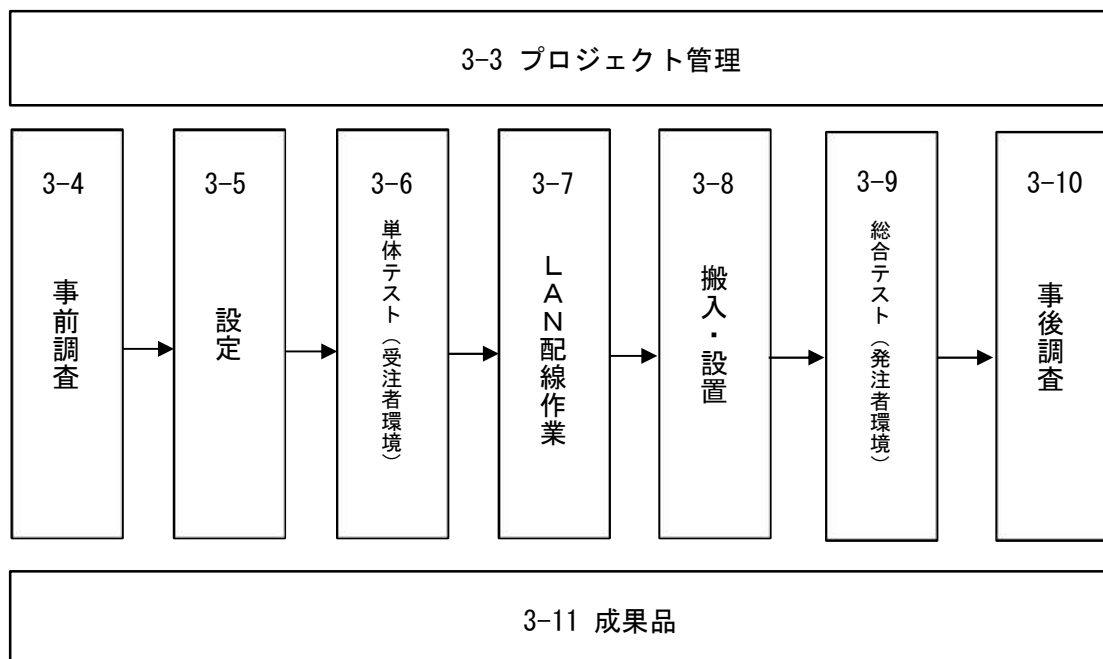 3-3 プロジェクト管理
3-4
事前調査
3-5
設定
3-6
単体テスト（受注者環境）
3-7
ＬＡＮ配線作業
3-8
搬入・設置
3-9
総合テスト（発注者環境）
3-10
事後調査
3-11 成果品